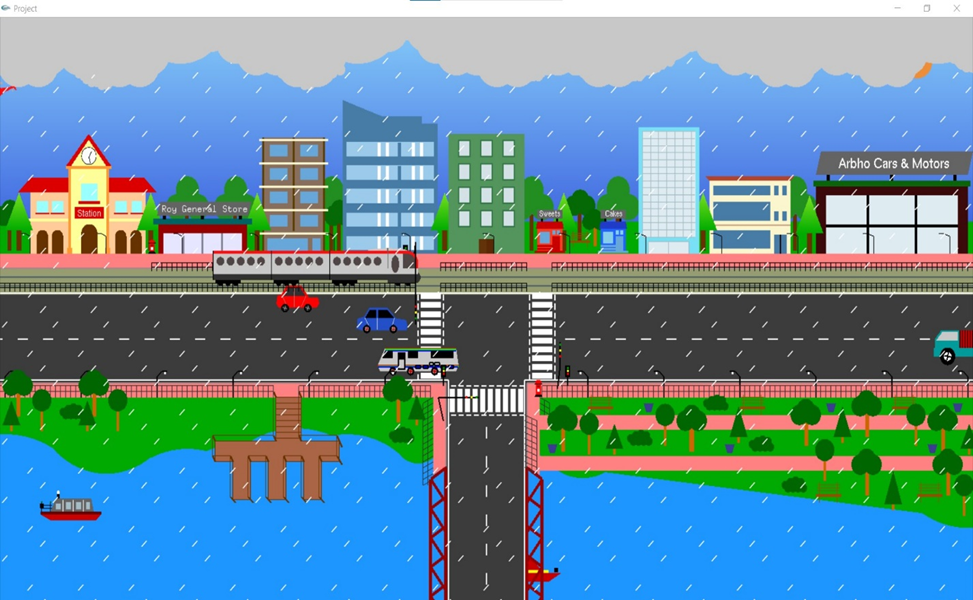 Project
Arbho Cars & Motors
Station
Roy General Store
Sweets
Cakes